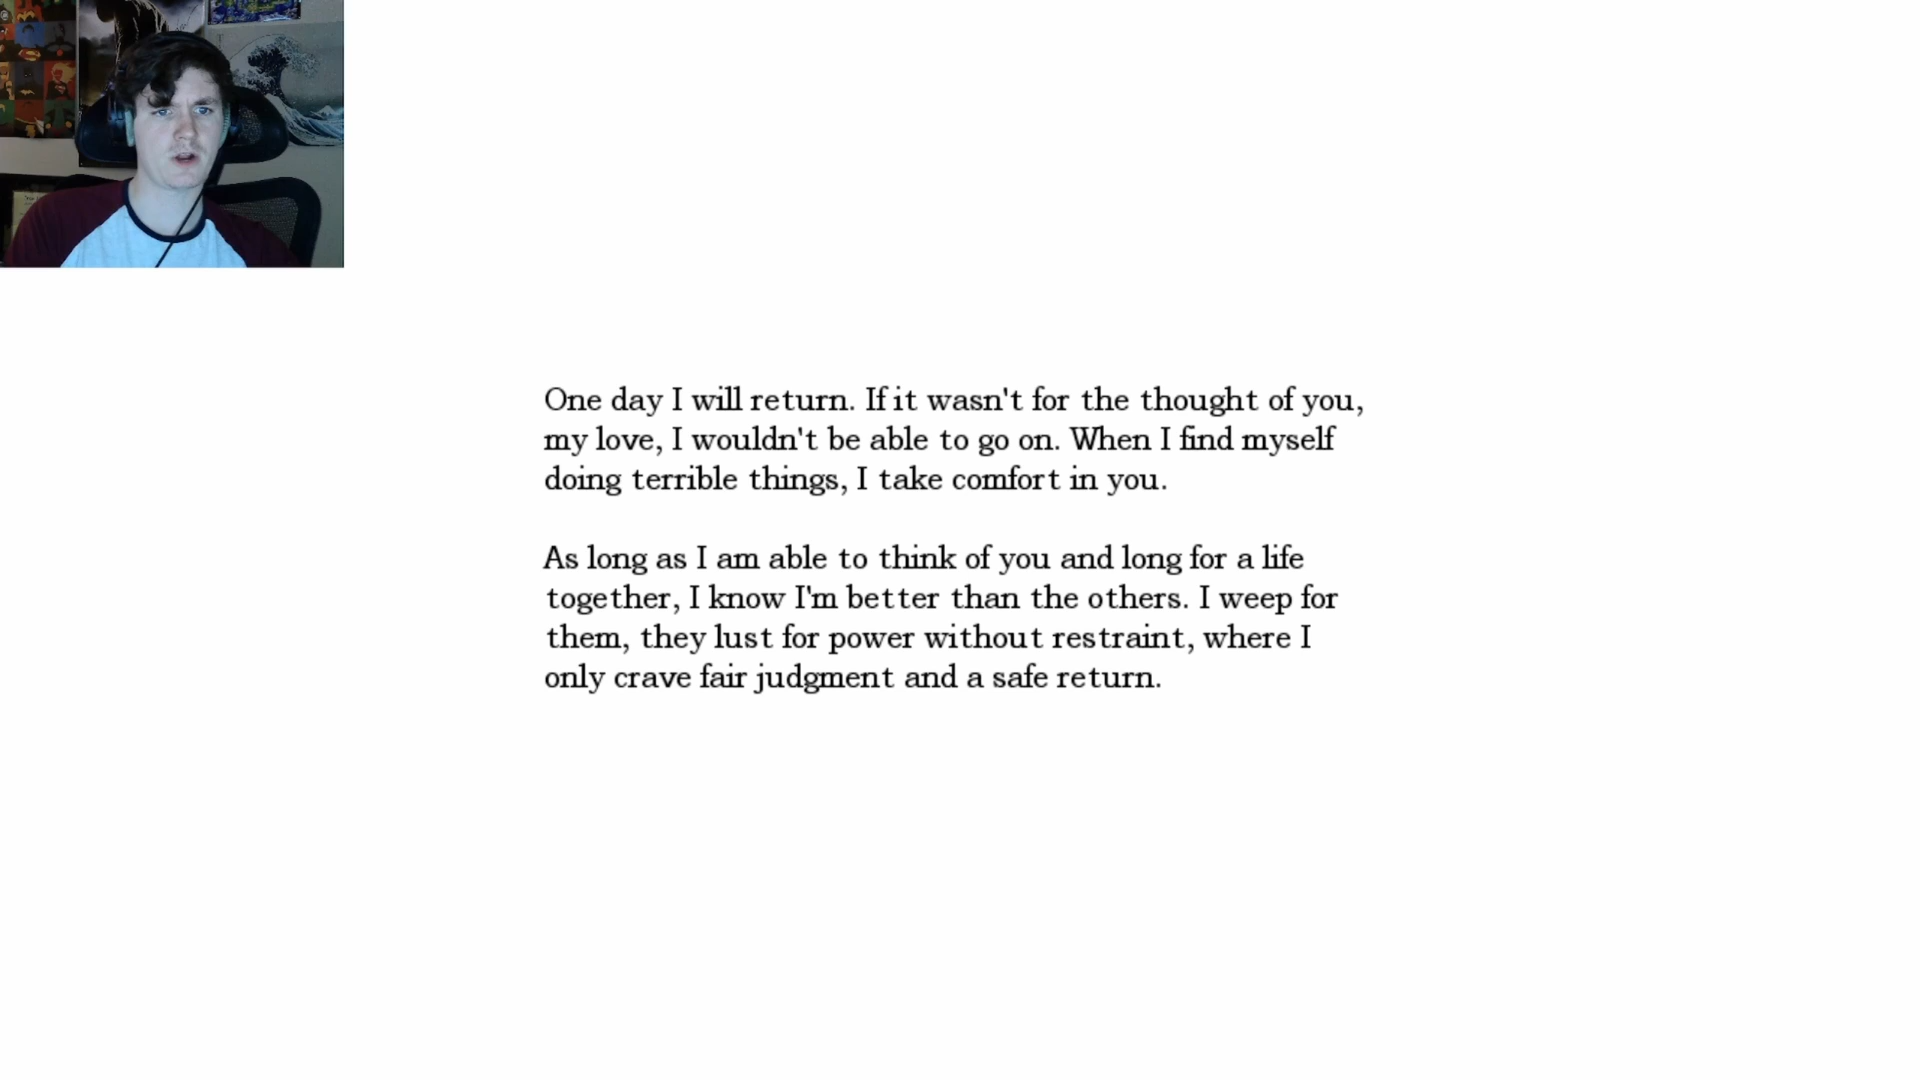 One day I will return. If it wasn't for the thought of you,
my love, I wouldn't be able to go on. When I find myself
doing terrible things, I take comfort in you.
As long as I am able to think of you and long for a life
together, I know I'm better than the others. I weep for
them, they lust for power without restraint, where I
only crave fair judgment and a safe return.